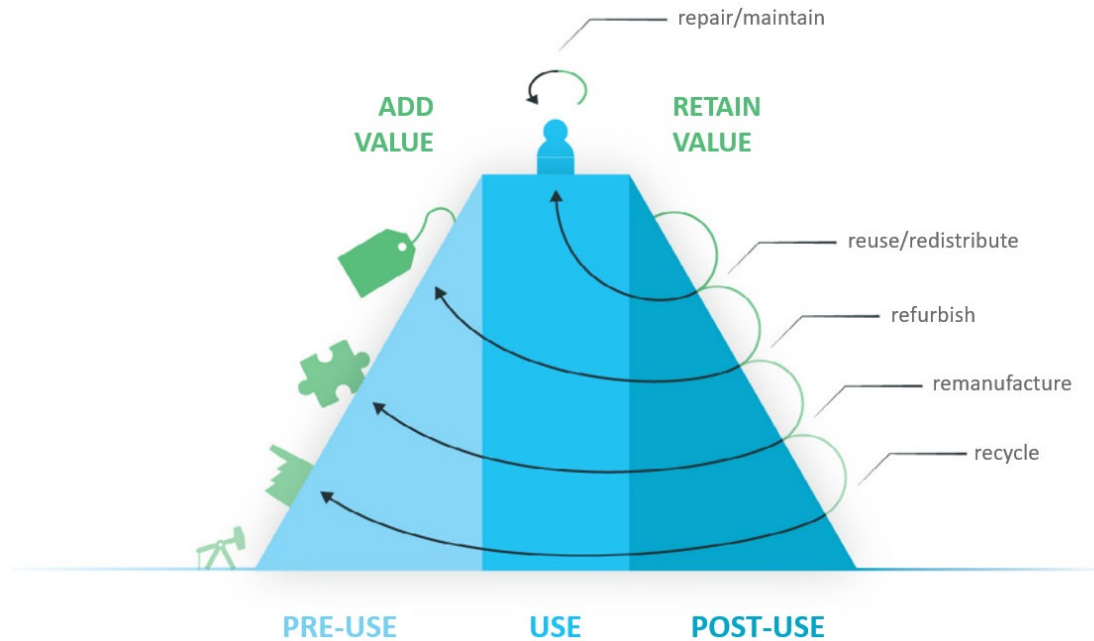 repair/maintain
ADD
VALUE
RETAIN
VALUE
reuse/redistribute
refurbish
remanufacture
recycle
PRE-USE
USE
POST-USE